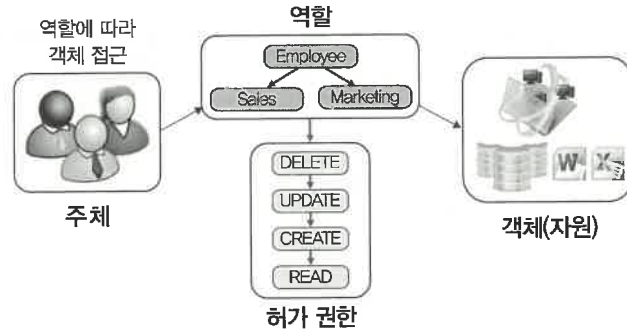 역할에 따라
객체 접근
주체
역할
Employee
Sales
Marketing
DELETE
UPDATE
CREATE
READ
허가 권한
W
X
객체(자원)